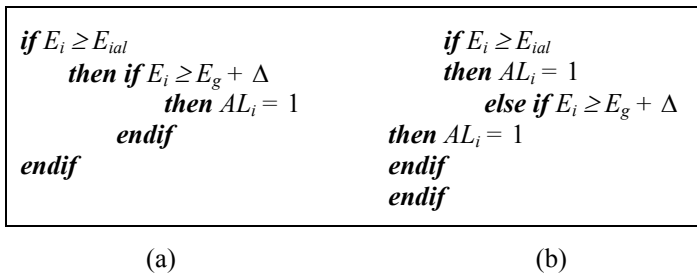 if E_i ≥ E_ial
then if E_i ≥ E_g + Δ
then AL_i = 1
endif
endif
if E_i ≥ E_ial
then AL_i = 1
else if E_i ≥ E_g + Δ
then AL_i = 1
endif
endif
(a)
(b)